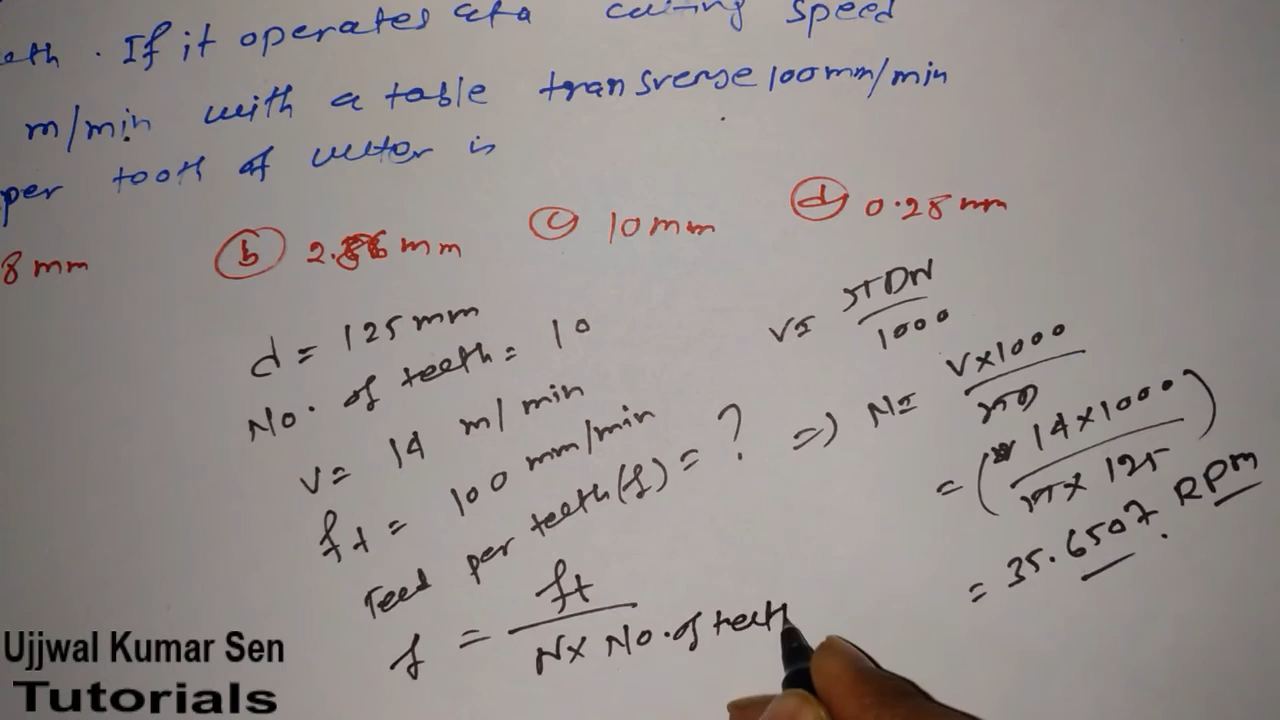 eth. If it operates at a cutting speed
m/min with a table transverse 100mm/min
per tooth of cutter is
8 mm (b) 2.86 mm (c) 10mm (d) 0.28 mm
d = 125mm
No. of teeth = 10
V = 14 m/min
ft = 100 mm/min
Feed per teeth(f) = ?
f = ft / N× No. of teeth
V = πDN / 1000
=> N = V×1000 / πD
= (14×1000 / π× 125)
= 35.6507 RPM
Ujjwal Kumar Sen
Tutorials